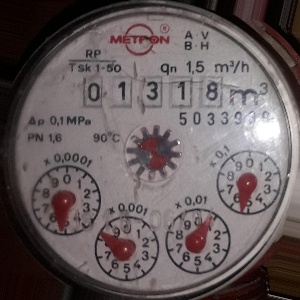 METRON ®
A·V
B·H
RP
Tsk 1-50
qn 1,5 m³/h
01318 m³
Δp 0,1 MPa
PN 1,6 90°C
x 0,0001
x 0,001
x 0,01
x 0,1